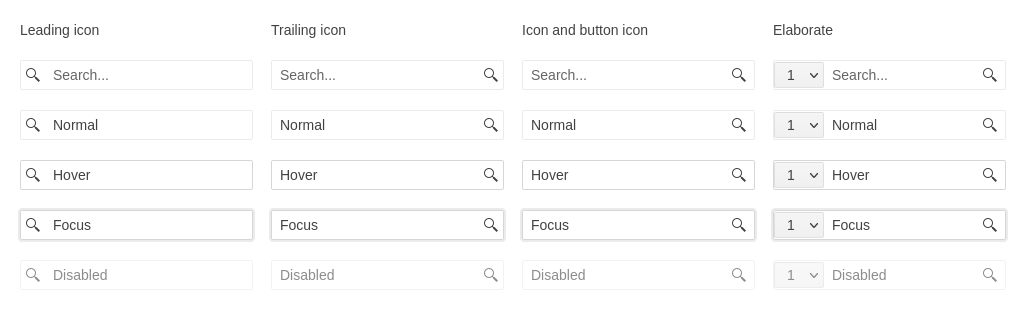 Leading icon Trailing icon Icon and button icon Elaborate
Search... Search... Search... 1 Search...
Normal Normal Normal 1 Normal
Hover Hover Hover 1 Hover
Focus Focus Focus 1 Focus
Disabled Disabled Disabled 1 Disabled